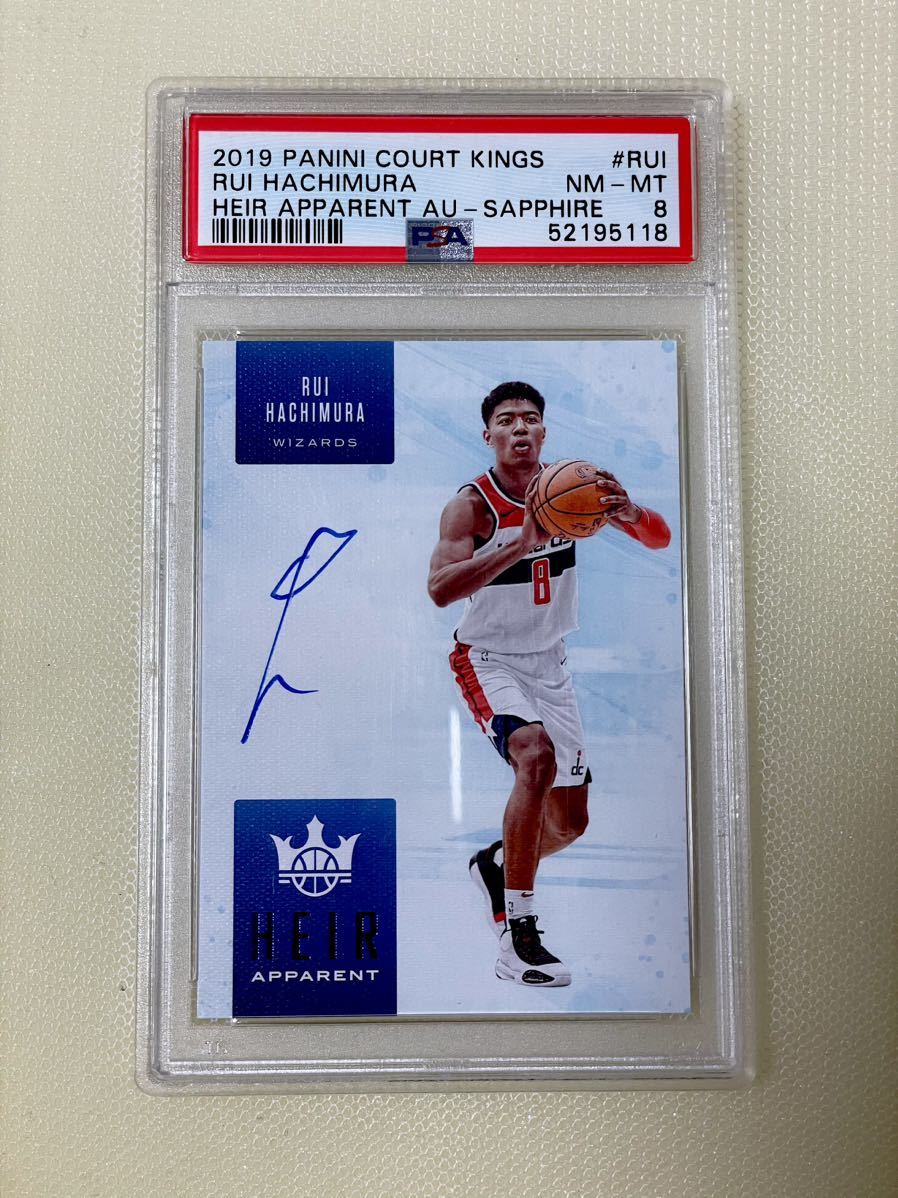 2019 PANINI COURT KINGS #RUI
RUI HACHIMURA NM-MT
HEIR APPARENT AU-SAPPHIRE 8
PSA 52195118
RUI
HACHIMURA
WIZARDS
8
dc
HEIR
APPARENT